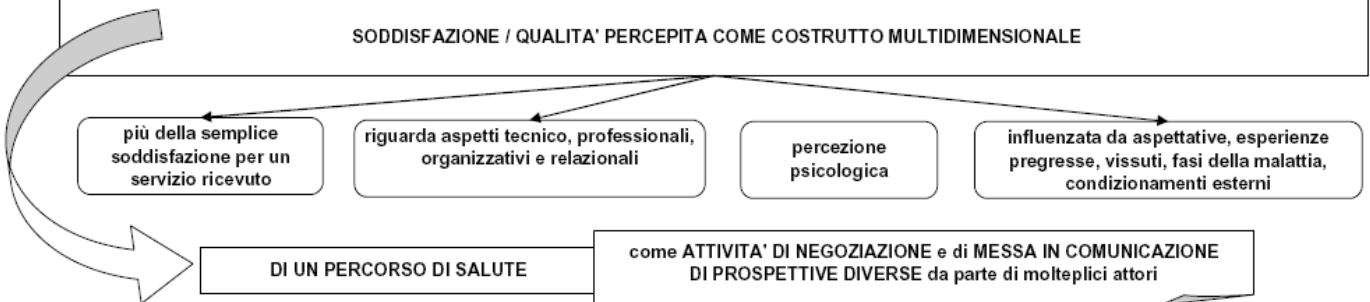 SODDISFAZIONE / QUALITA' PERCEPITA COME COSTRUTTO MULTIDIMENSIONALE
più della semplice
soddisfazione per un
servizio ricevuto
riguarda aspetti tecnico, professionali,
organizzativi e relazionali
percezione
psicologica
influenzata da aspettative, esperienze
pregresse, vissuti, fasi della malattia,
condizionamenti esterni
DI UN PERCORSO DI SALUTE
come ATTIVITA' DI NEGOZIAZIONE e di MESSA IN COMUNICAZIONE
DI PROSPETTIVE DIVERSE da parte di molteplici attori